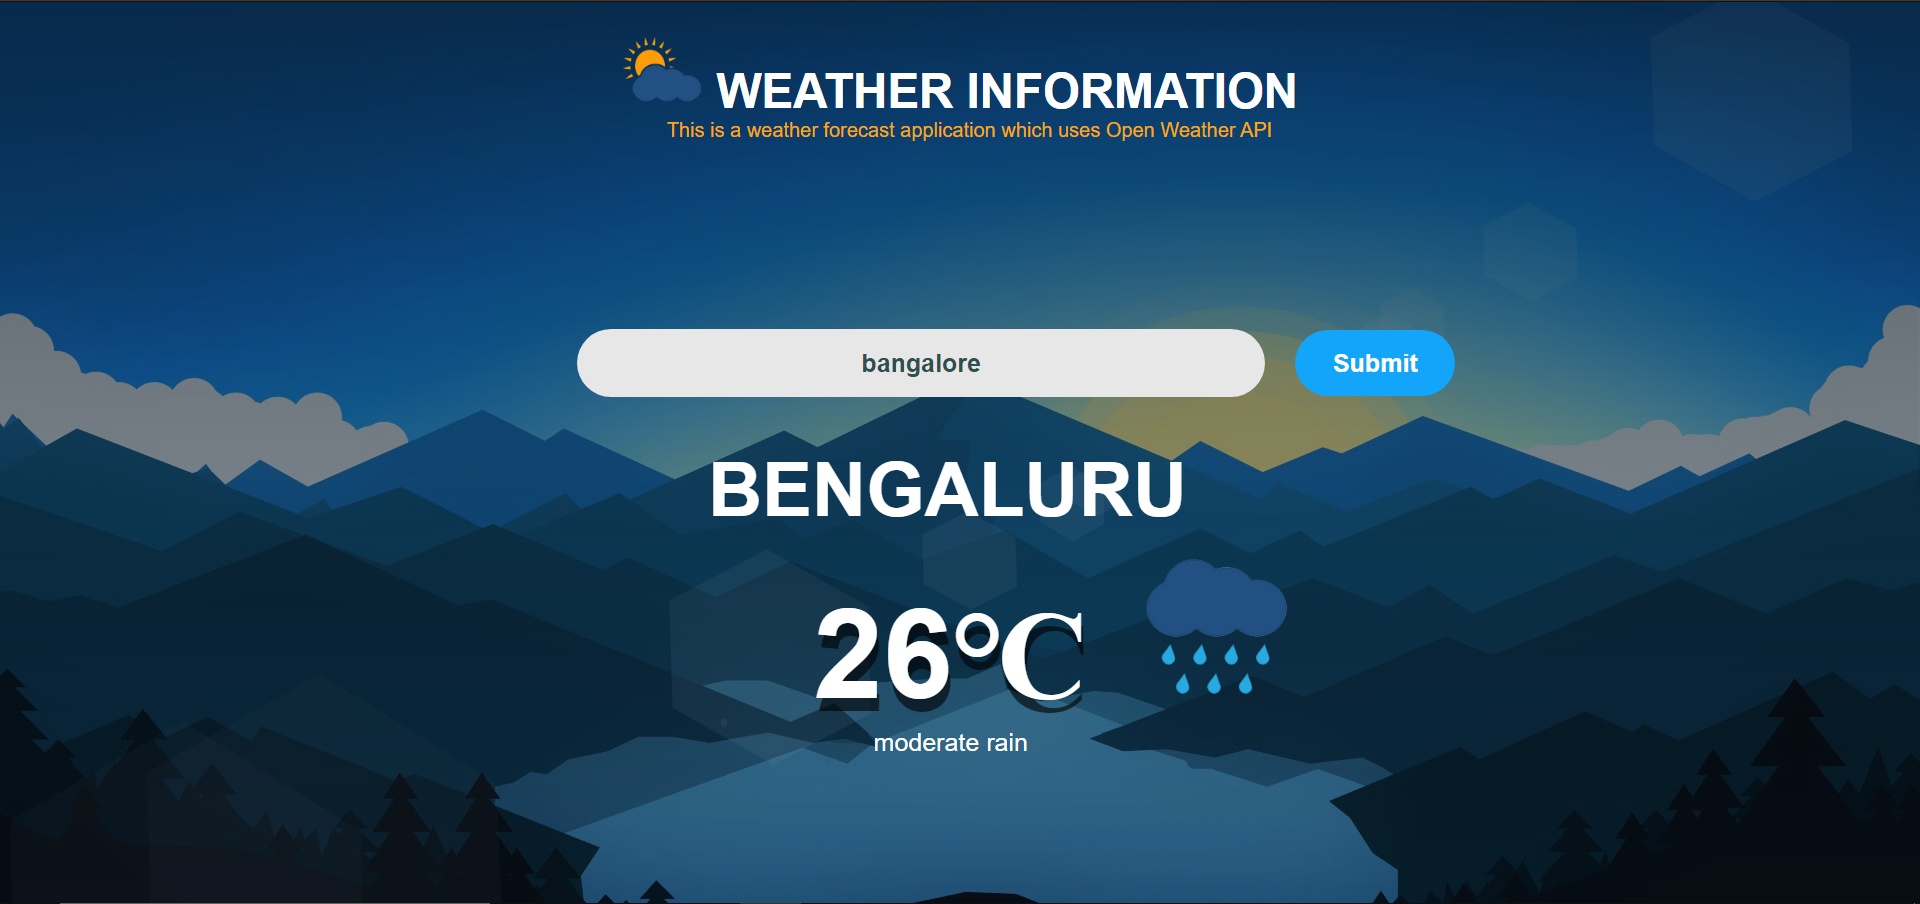 WEATHER INFORMATION
This is a weather forecast application which uses Open Weather API
bangalore
Submit
BENGALURU
26℃
moderate rain